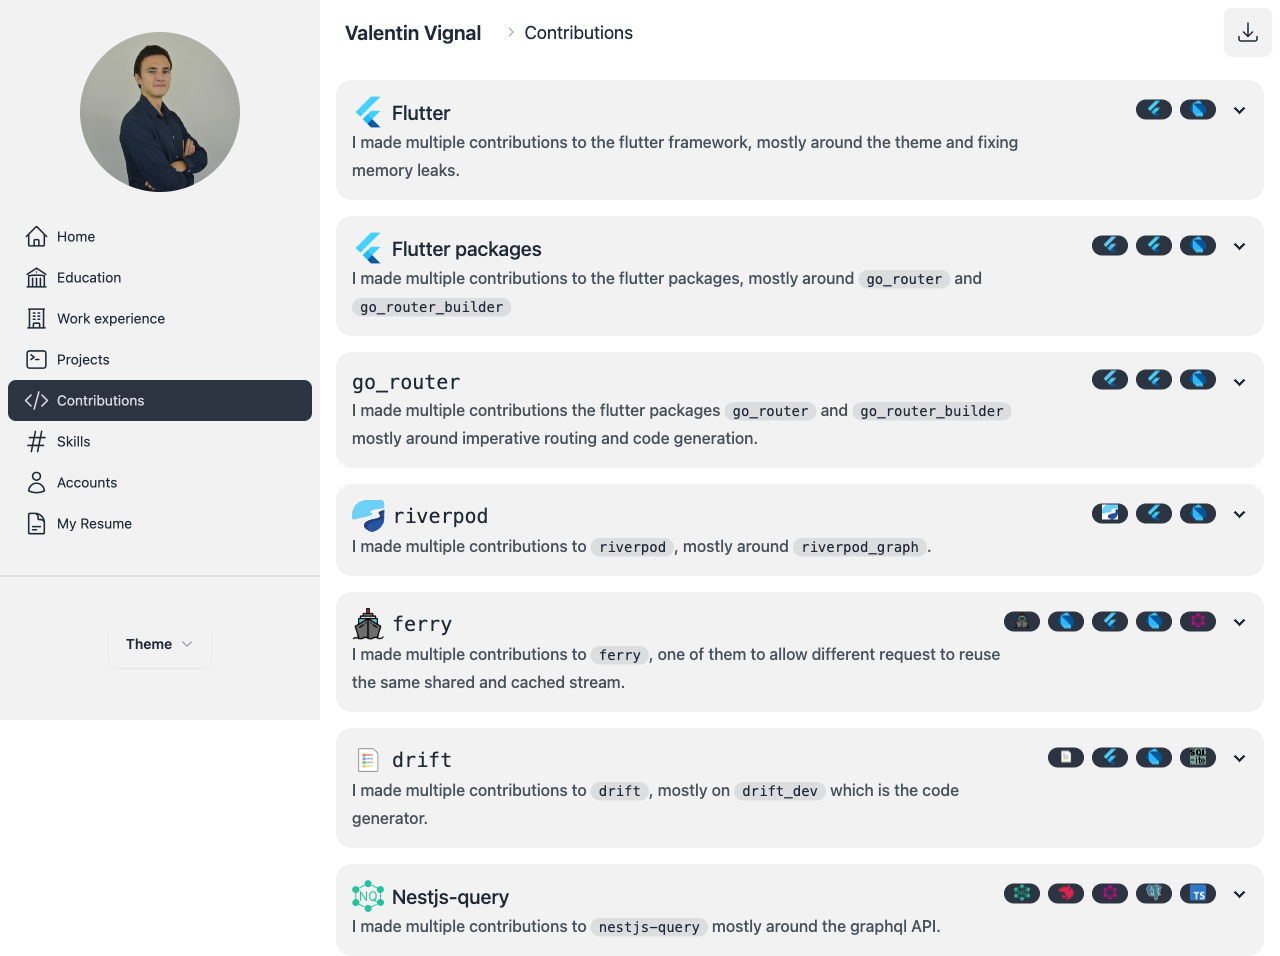 Valentin Vignal
Contributions
Home
Education
Work experience
Projects
Contributions
Skills
Accounts
My Resume
Theme
Flutter
I made multiple contributions to the flutter framework, mostly around the theme and fixing
memory leaks.
Flutter packages
I made multiple contributions to the flutter packages, mostly around go_router and
go_router_builder
go_router
I made multiple contributions the flutter packages go_router and go_router_builder
mostly around imperative routing and code generation.
riverpod
I made multiple contributions to riverpod, mostly around riverpod_graph.
ferry
I made multiple contributions to ferry, one of them to allow different request to reuse
the same shared and cached stream.
drift
I made multiple contributions to drift, mostly on drift_dev which is the code
generator.
NQ Nestjs-query
TS
I made multiple contributions to nestjs-query mostly around the graphql API.